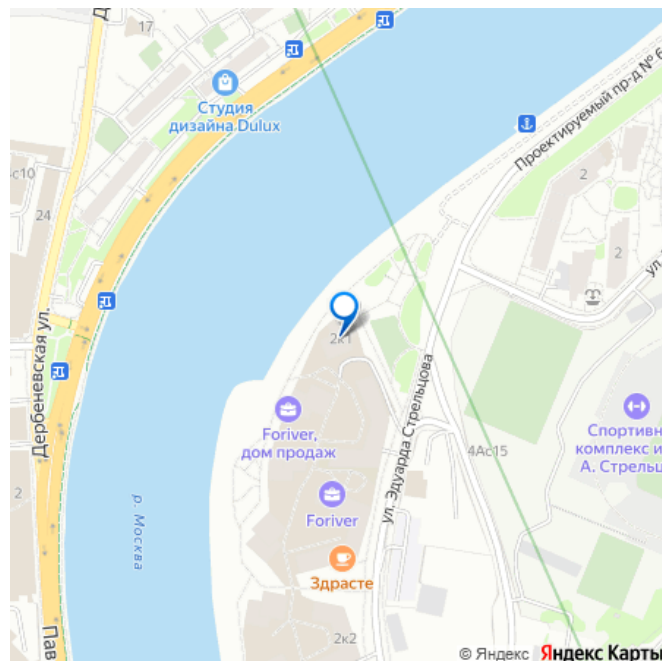 17
Студия
дизайна Dulux
с10
24
Дербеневская ул.
2
р. Москва
Пав
Проектируемый пр-д № 6
2
2
ул.
2к1
Foriver,
дом продаж
Foriver
Здрасте
2к2
ул. Эдуарда Стрельцова
4Ас15
Спортивн
комплекс и
А. Стрельц
© Яндекс Яндекс Карты